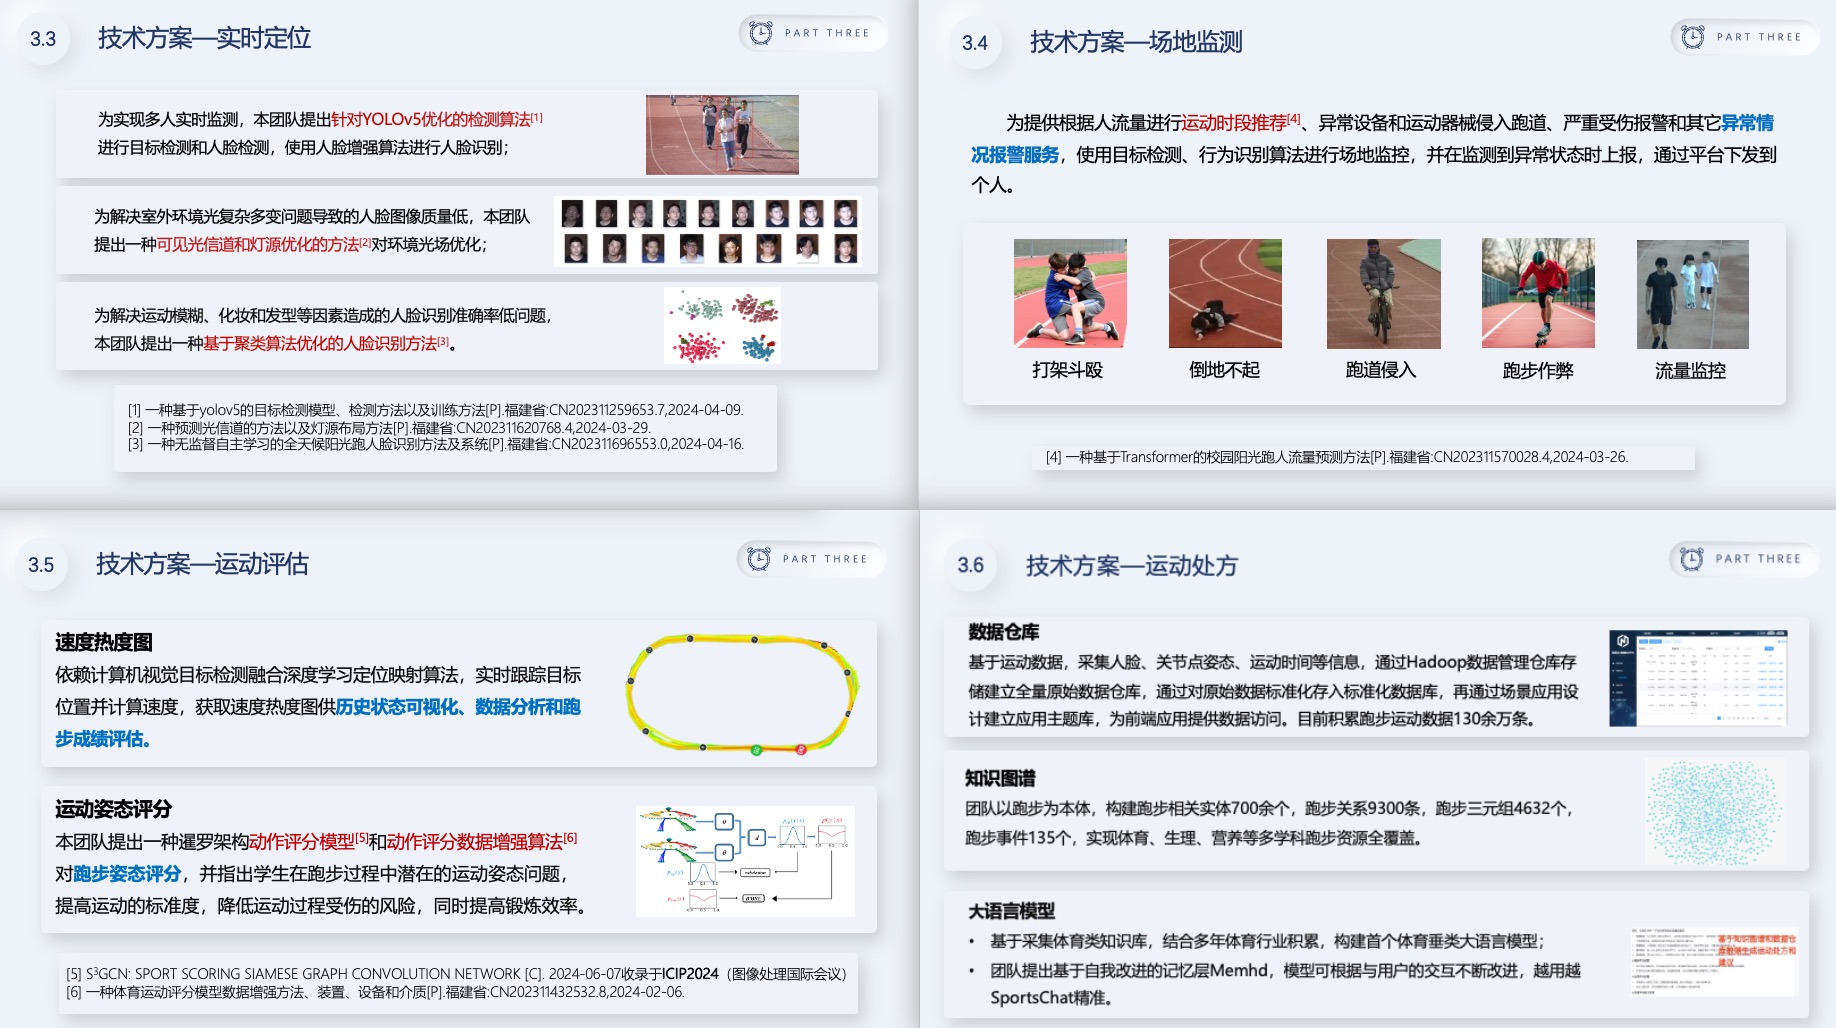 3.3
技术方案—实时定位
PART THREE
为实现多人实时监测，本团队提出针对YOLOv5优化的检测算法[1]
进行目标检测和人脸检测，使用人脸增强算法进行人脸识别；
为解决室外环境光复杂多变问题导致的人脸图像质量低，本团队
提出一种可见光信道和灯源优化的方法[2]对环境光场优化；
为解决运动模糊、化妆和发型等因素造成的人脸识别准确率低问题，
本团队提出一种基于聚类算法优化的人脸识别方法[3]。
[1] 一种基于yolov5的目标检测模型、检测方法以及训练方法[P].福建省:CN202311259653.7,2024-04-09.
[2] 一种预测光信道的方法以及灯源布局方法[P].福建省:CN202311620768.4,2024-03-29.
[3] 一种无监督自主学习的全天候阳光跑人脸识别方法及系统[P].福建省:CN202311696553.0,2024-04-16.
3.4
技术方案—场地监测
PART THREE
为提供根据人流量进行运动时段推荐[4]、异常设备和运动器械侵入跑道、严重受伤报警和其它异常情
况报警服务，使用目标检测、行为识别算法进行场地监控，并在监测到异常状态时上报，通过平台下发到
个人。
打架斗殴
倒地不起
跑道侵入
跑步作弊
流量监控
[4] 一种基于Transformer的校园阳光跑人流量预测方法[P].福建省:CN202311570028.4,2024-03-26.
3.5
技术方案—运动评估
PART THREE
速度热度图
依赖计算机视觉目标检测融合深度学习定位映射算法，实时跟踪目标
位置并计算速度，获取速度热度图供历史状态可视化、数据分析和跑
步成绩评估。
运动姿态评分
本团队提出一种暹罗架构动作评分模型[5]和动作评分数据增强算法[6]
对跑步姿态评分，并指出学生在跑步过程中潜在的运动姿态问题，
提高运动的标准度，降低运动过程受伤的风险，同时提高锻炼效率。
[5] S³GCN: SPORT SCORING SIAMESE GRAPH CONVOLUTION NETWORK [C]. 2024-06-07收录于ICIP2024（图像处理国际会议）
[6] 一种体育运动评分模型数据增强方法、装置、设备和介质[P].福建省:CN202311432532.8,2024-02-06.
3.6
技术方案—运动处方
PART THREE
数据仓库
基于运动数据，采集人脸、关节点姿态、运动时间等信息，通过Hadoop数据管理仓库存
储建立全量原始数据仓库，通过对原始数据标准化存入标准化数据库，再通过场景应用设
计建立应用主题库，为前端应用提供数据访问。目前积累跑步运动数据130余万条。
知识图谱
团队以跑步为本体，构建跑步相关实体700余个，跑步关系9300条，跑步三元组4632个，
跑步事件135个，实现体育、生理、营养等多学科跑步资源全覆盖。
大语言模型
• 基于采集体育类知识库，结合多年体育行业积累，构建首个体育垂类大语言模型；
• 团队提出基于自我改进的记忆层Memhd，模型可根据与用户的交互不断改进，越用越
SportsChat精准。
基于知识图谱和数据仓
库数据生成运动处方和
建议